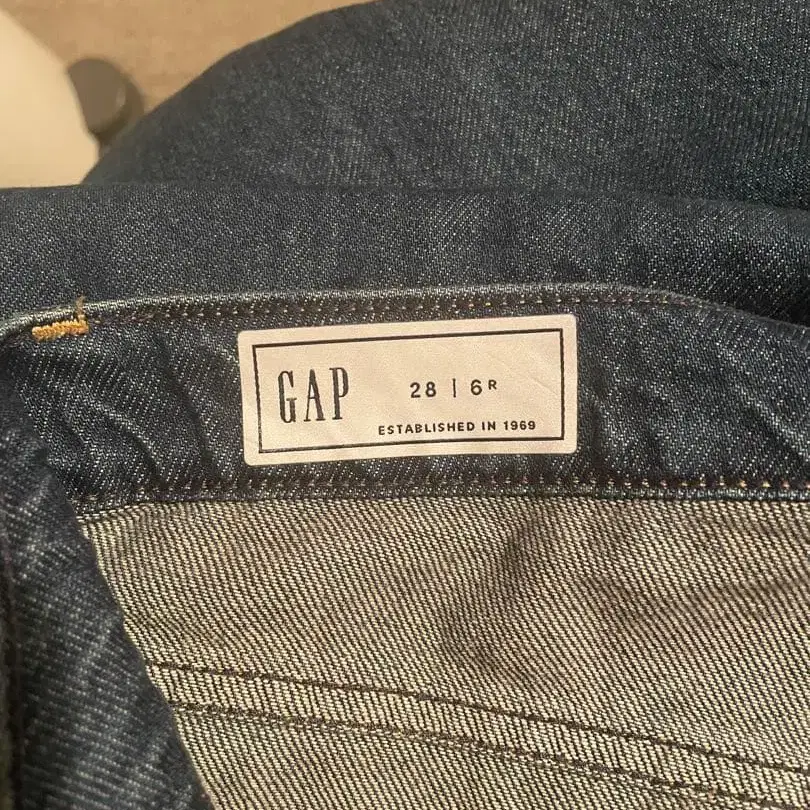 GAP
28 | 6R
ESTABLISHED IN 1969